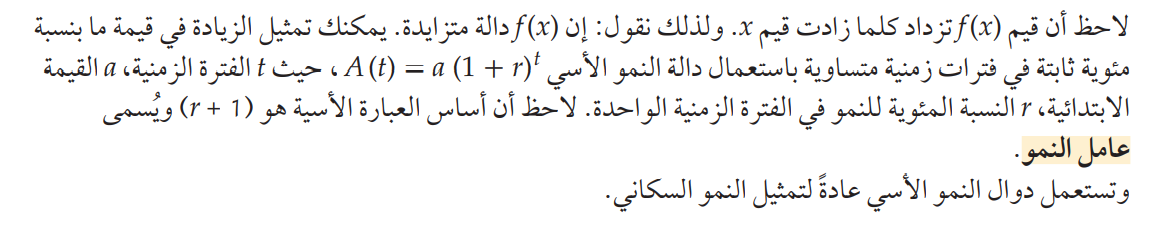 لاحظ أن قيم f(x) تزداد كلما زادت قيم x. ولذلك نقول: إن f(x) دالة متزايدة. يمكنك تمثيل الزيادة في قيمة ما بنسبة
مئوية ثابتة في فترات زمنية متساوية باستعمال دالة النمو الأسي A(t) = a (1 + r)^t ، حيث t الفترة الزمنية، a القيمة
الابتدائية، r النسبة المئوية للنمو في الفترة الزمنية الواحدة. لاحظ أن أساس العبارة الأسية هو (r + 1) ويُسمى
عامل النمو.
وتستعمل دوال النمو الأسي عادةً لتمثيل النمو السكاني.